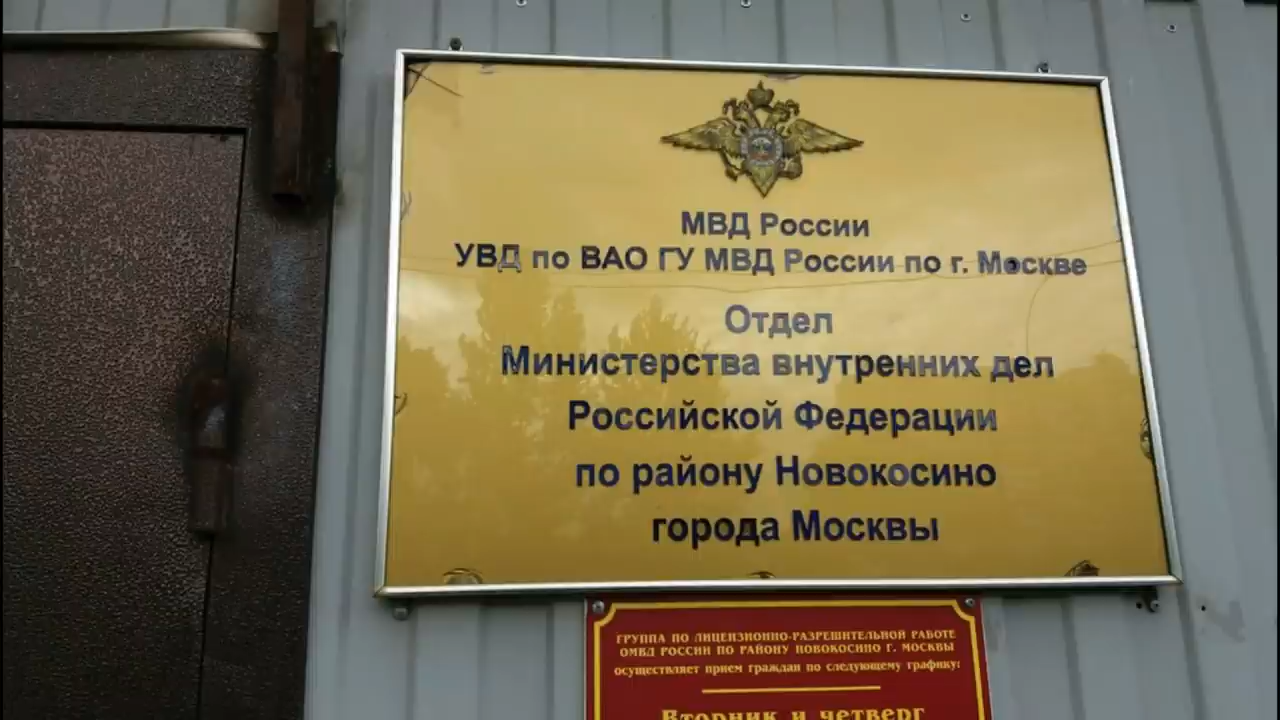 МВД России
УВД по ВАО ГУ МВД России по г. Москве
Отдел
Министерства внутренних дел
Российской Федерации
по району Новокосино
города Москвы
ГРУППА ПО ЛИЦЕНЗИОННО-РАЗРЕШИТЕЛЬНОЙ РАБОТЕ
ОМВД РОССИИ ПО РАЙОНУ НОВОКОСИНО Г. МОСКВЫ
осуществляет прием граждан по следующему графику:
Вторник и четверг